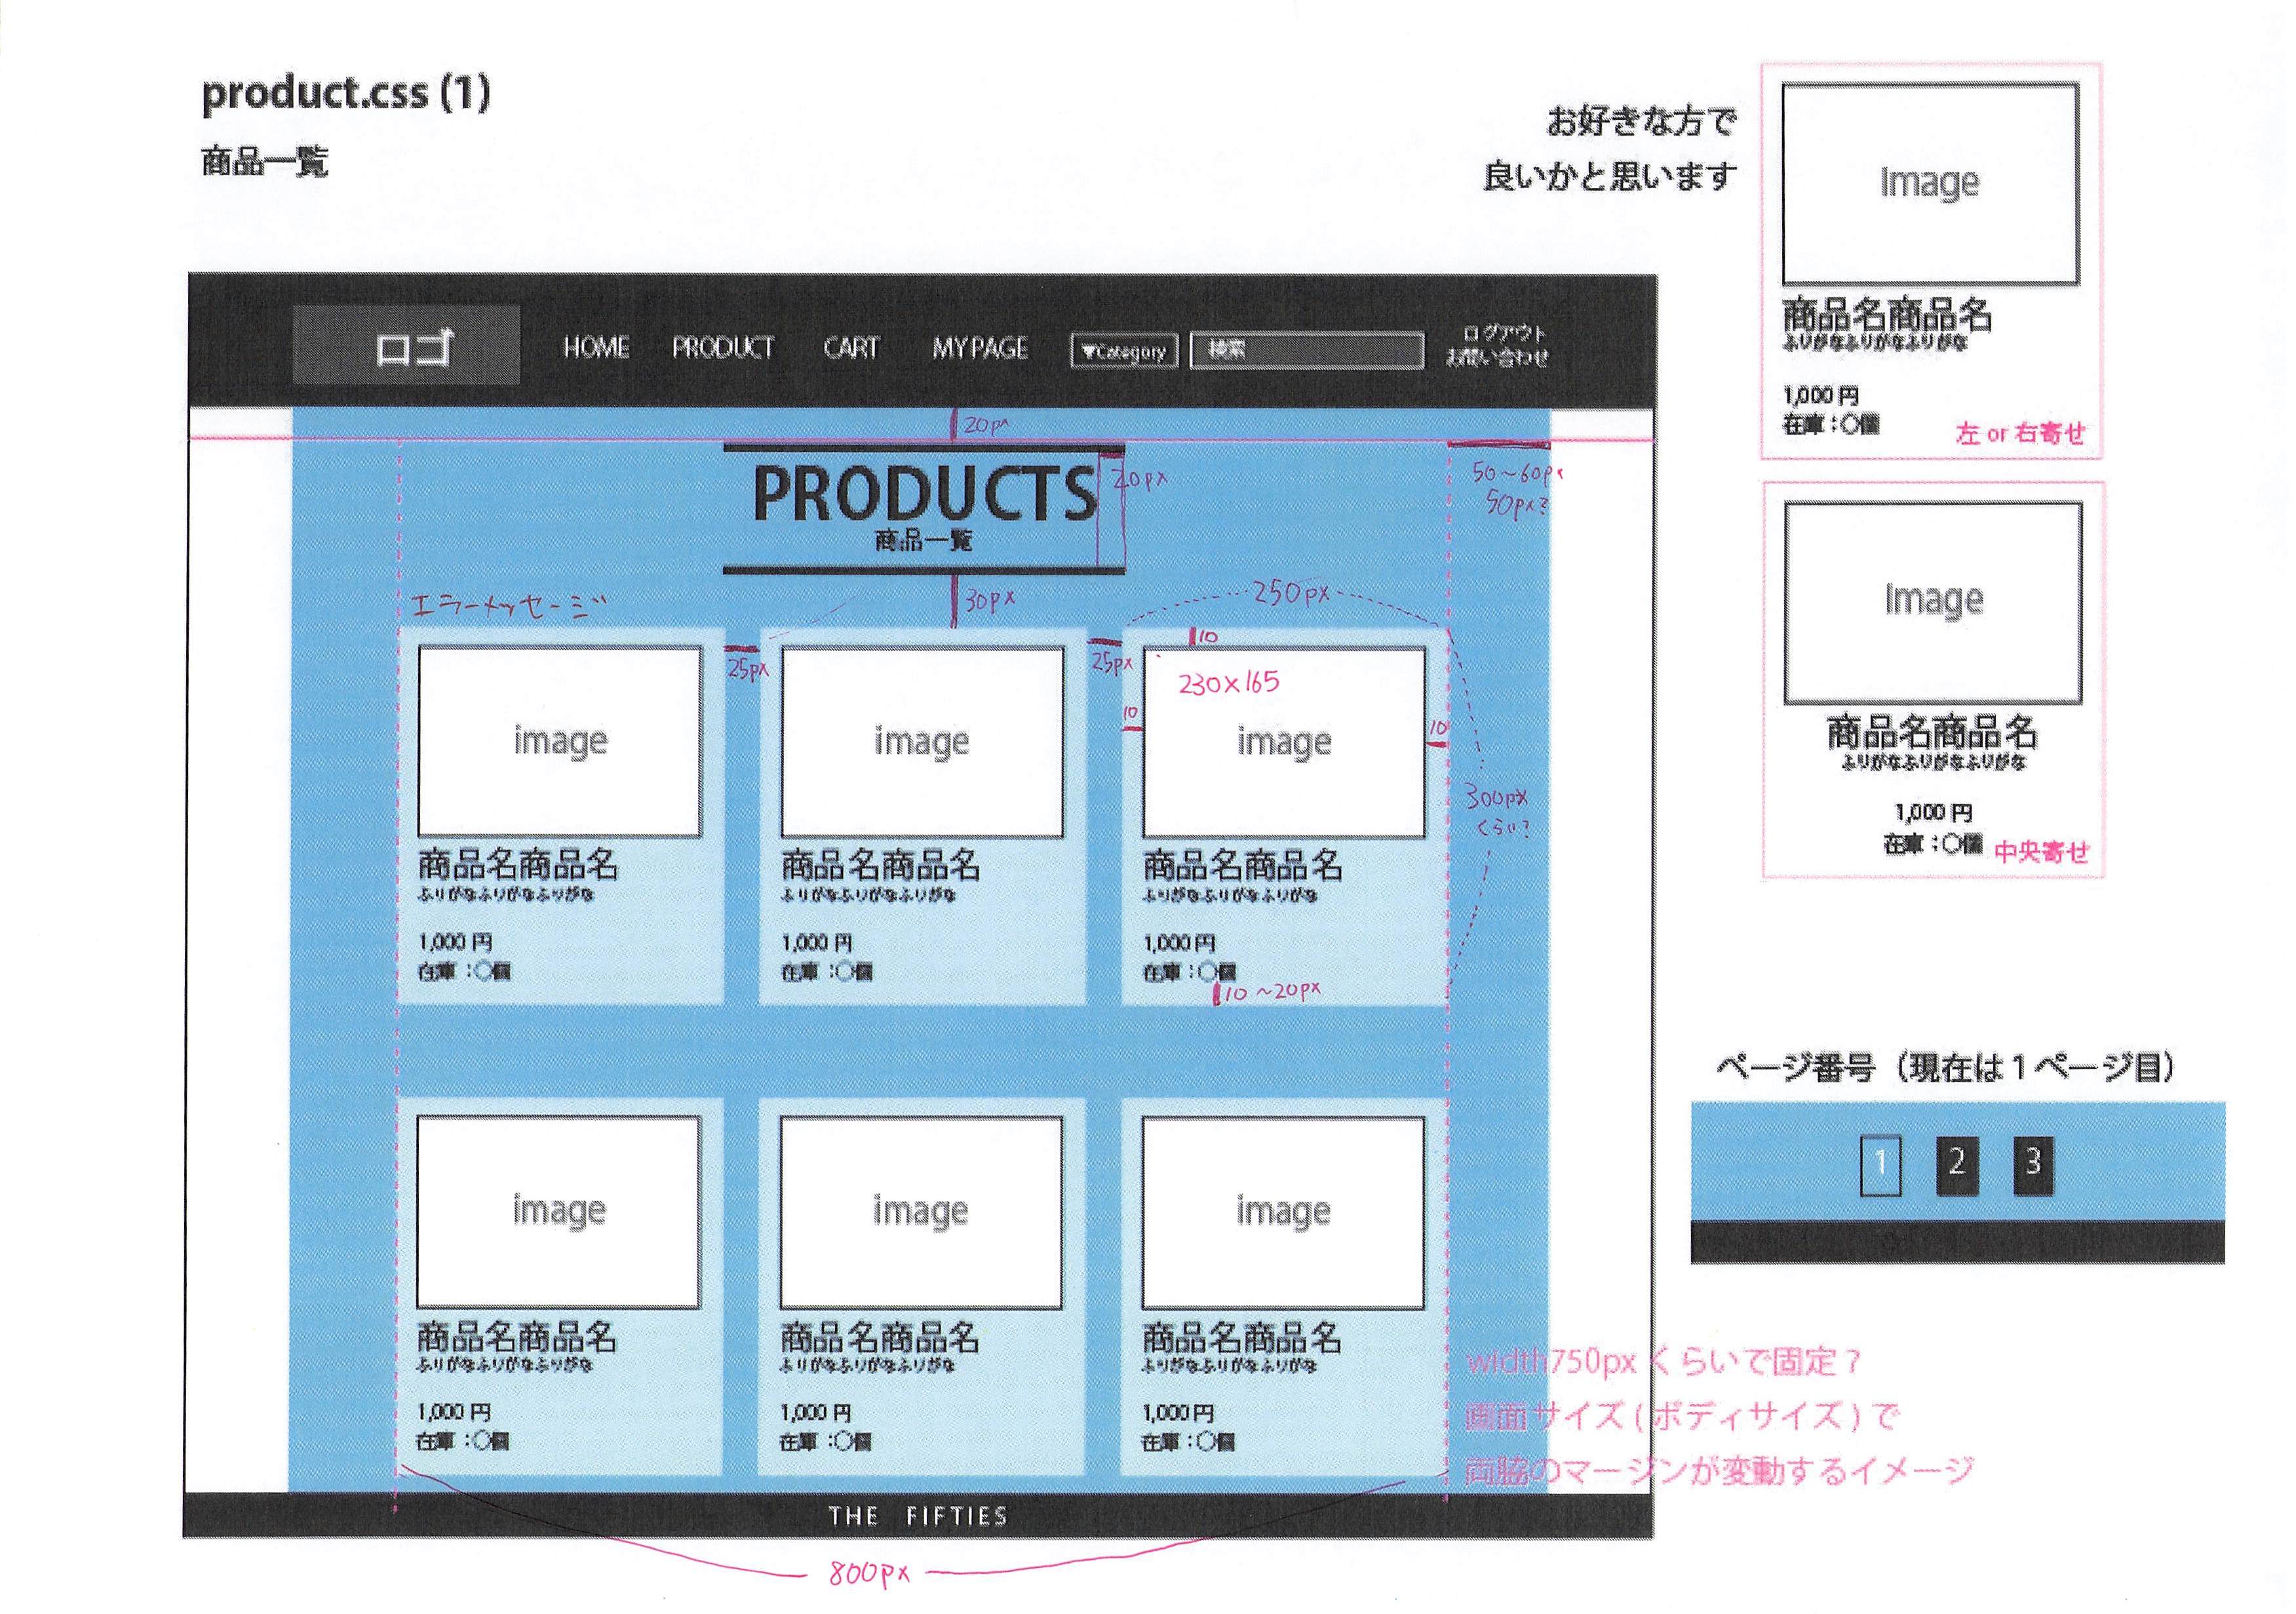 product.css (1)
商品一覧
お好きな方で
良いかと思います
Image
商品名商品名
ふりがなふりがなふりがな
1,000 円
在庫：〇個
左 or 右寄せ
Image
商品名商品名
ふりがなふりがなふりがな
1,000 円
在庫：〇個
中央寄せ
ロゴ
HOME
PRODUCT
CART
MYPAGE
▼Category
検索
ログアウト
お問い合わせ
20px
PRODUCTS
商品一覧
20px
50～60px
50px?
エラーメッセージ
30px
250px
25px
25px
10
230×165
10
10
300px
くらい?
image
image
image
商品名商品名
商品名商品名
商品名商品名
ふりがなふりがなふりがな
ふりがなふりがなふりがな
ふりがなふりがなふりがな
1,000 円
1,000 円
1,000 円
在庫：〇個
在庫：〇個
在庫：〇個
10 ～20px
image
image
image
商品名商品名
商品名商品名
商品名商品名
ふりがなふりがなふりがな
ふりがなふりがなふりがな
ふりがなふりがなふりがな
1,000 円
1,000 円
1,000 円
在庫：〇個
在庫：〇個
在庫：〇個
THE FIFTIES
800px
ページ番号（現在は1ページ目）
1 2 3
width750px くらいで固定？
画面サイズ(ボディサイズ)で
両脇のマージンが変動するイメージ